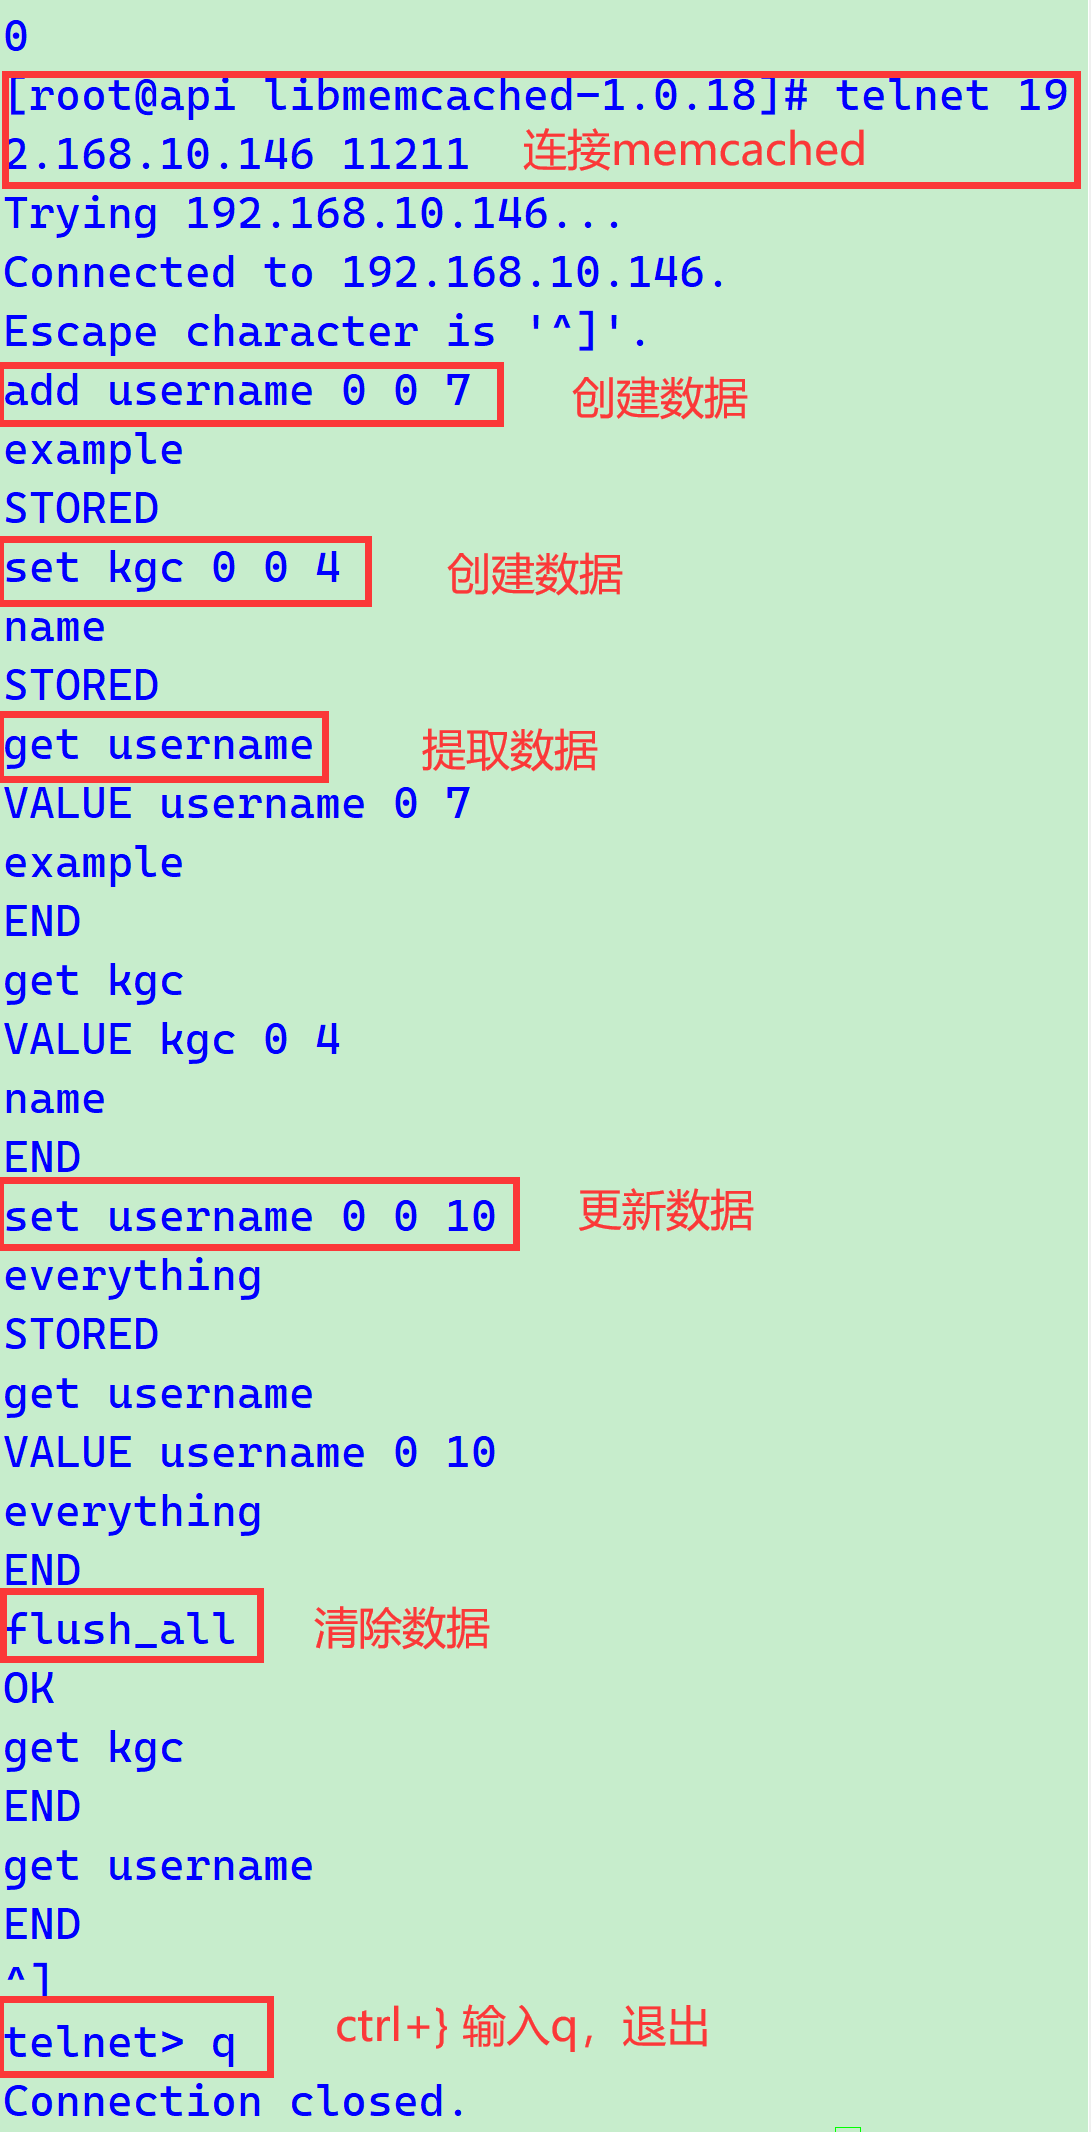 0
[root@api libmemcached-1.0.18]# telnet 19
2.168.10.146 11211 连接memcached
Trying 192.168.10.146...
Connected to 192.168.10.146.
Escape character is '^]'.
add username 0 0 7 创建数据
example
STORED
set kgc 0 0 4 创建数据
name
STORED
get username 提取数据
VALUE username 0 7
example
END
get kgc
VALUE kgc 0 4
name
END
set username 0 0 10 更新数据
everything
STORED
get username
VALUE username 0 10
everything
END
flush_all 清除数据
OK
get kgc
END
get username
END
^]
telnet> q ctrl+} 输入q，退出
Connection closed.